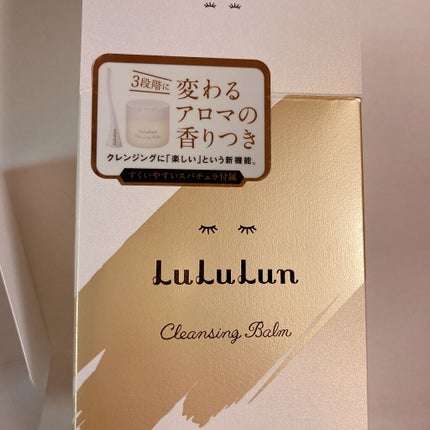 3段階に
変わる
アロマの
香りつき
クレンジングに「楽しい」という新機能。
すくいやすいスパチュラ付属
LuLuLun
Cleansing Balm